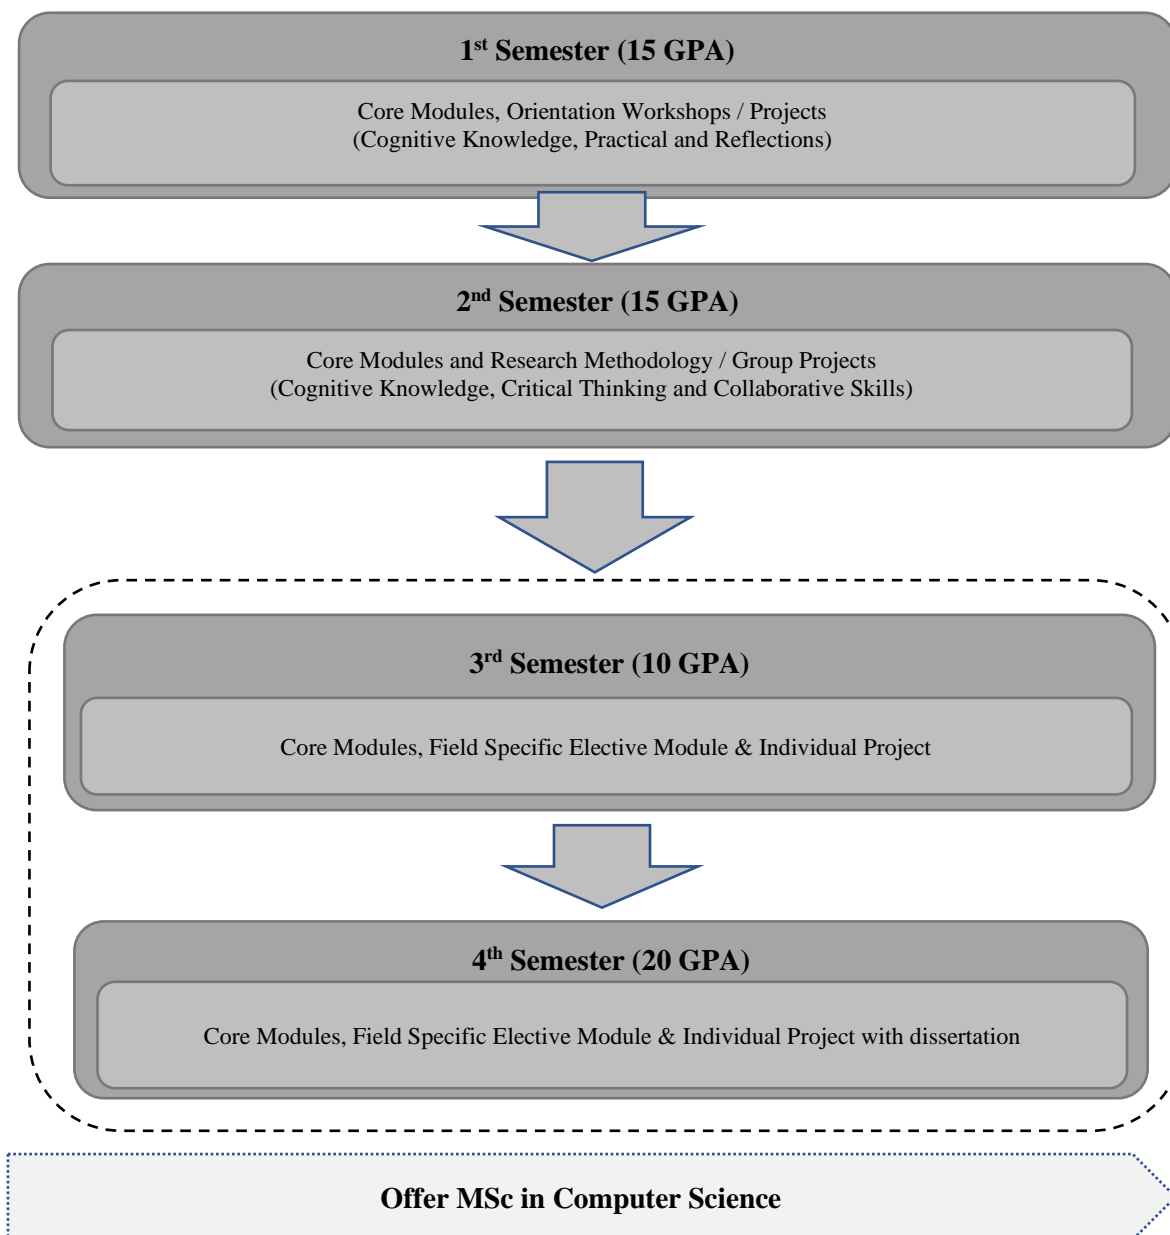 1st Semester (15 GPA)
Core Modules, Orientation Workshops / Projects
(Cognitive Knowledge, Practical and Reflections)
2nd Semester (15 GPA)
Core Modules and Research Methodology / Group Projects
(Cognitive Knowledge, Critical Thinking and Collaborative Skills)
3rd Semester (10 GPA)
Core Modules, Field Specific Elective Module & Individual Project
4th Semester (20 GPA)
Core Modules, Field Specific Elective Module & Individual Project with dissertation
Offer MSc in Computer Science